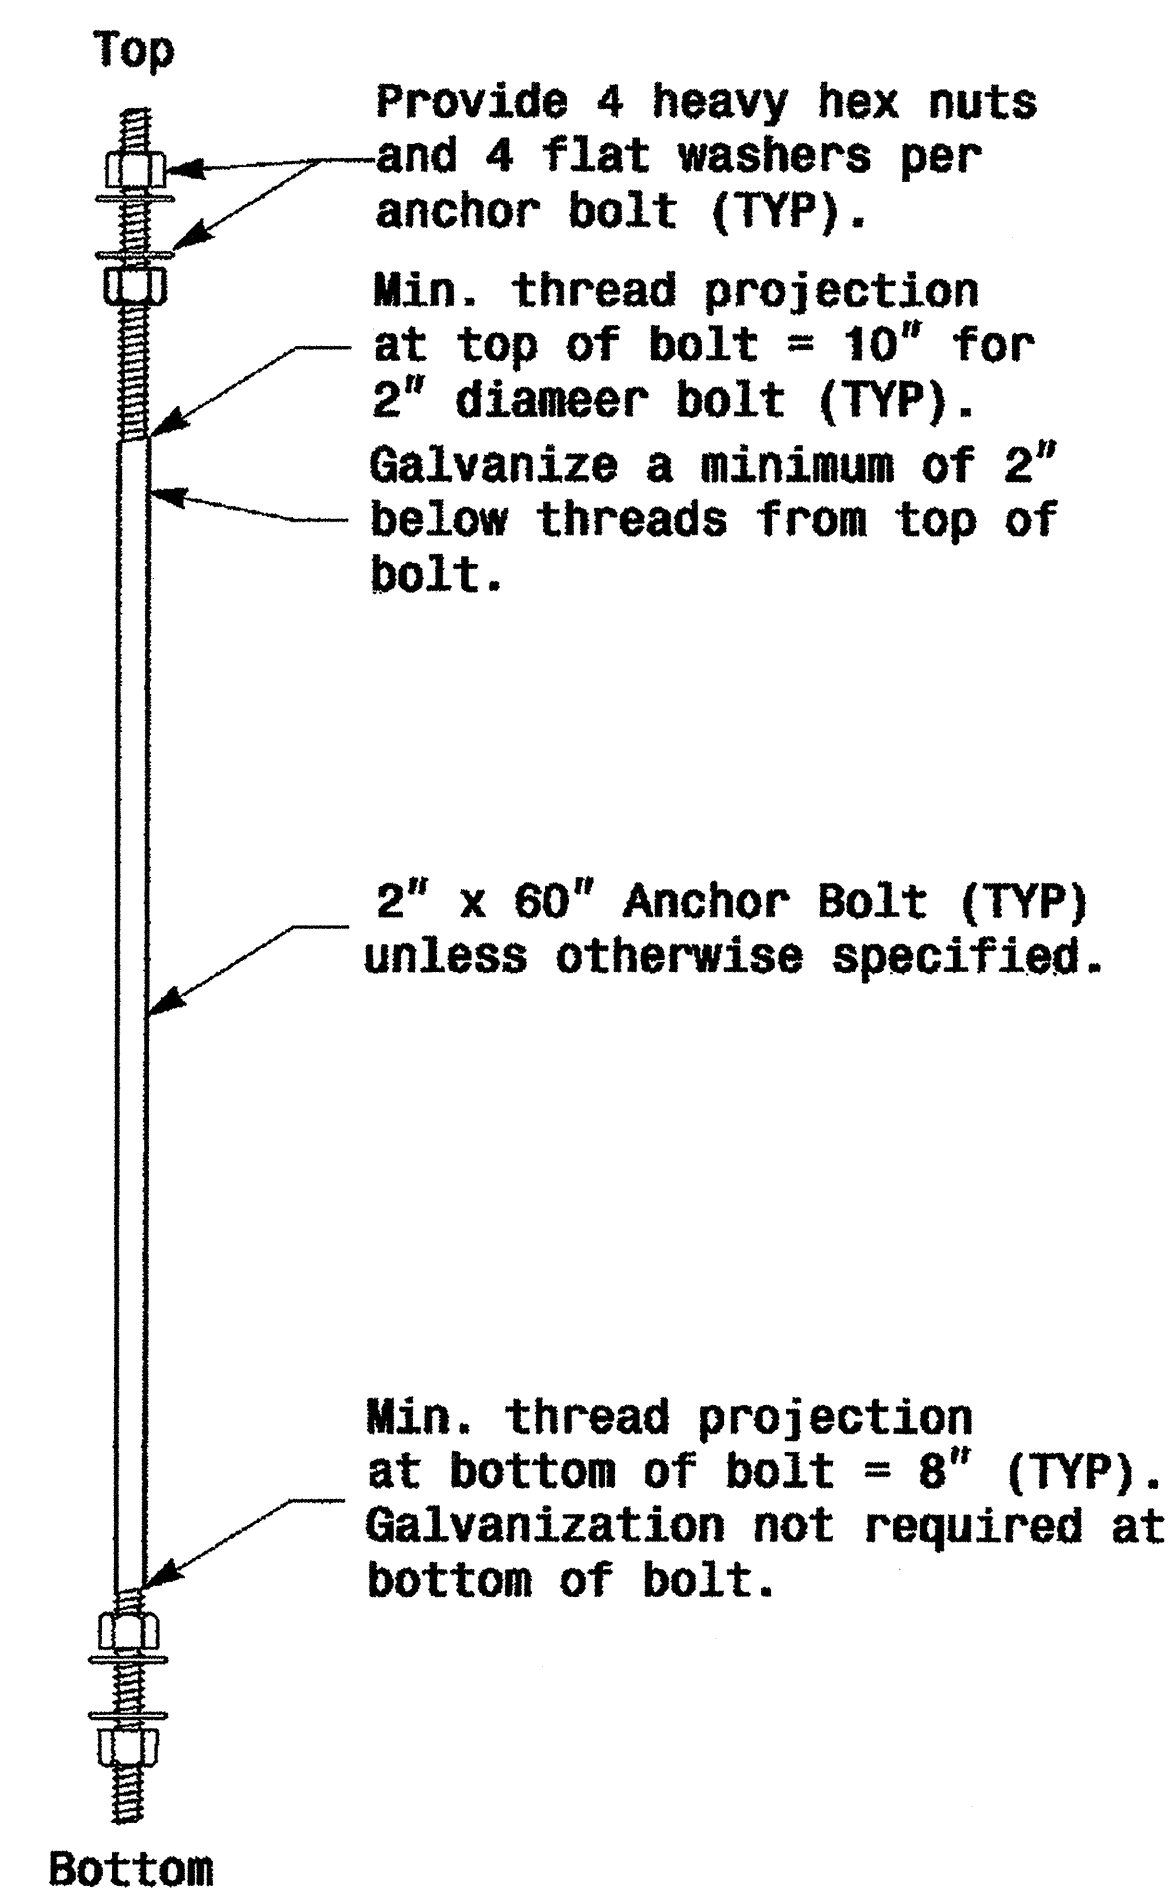 Top
Provide 4 heavy hex nuts
and 4 flat washers per
anchor bolt (TYP).
Min. thread projection
at top of bolt = 10" for
2" diameer bolt (TYP).
Galvanize a minimum of 2"
below threads from top of
bolt.
2" x 60" Anchor Bolt (TYP)
unless otherwise specified.
Min. thread projection
at bottom of bolt = 8" (TYP).
Galvanization not required at
bottom of bolt.
Bottom